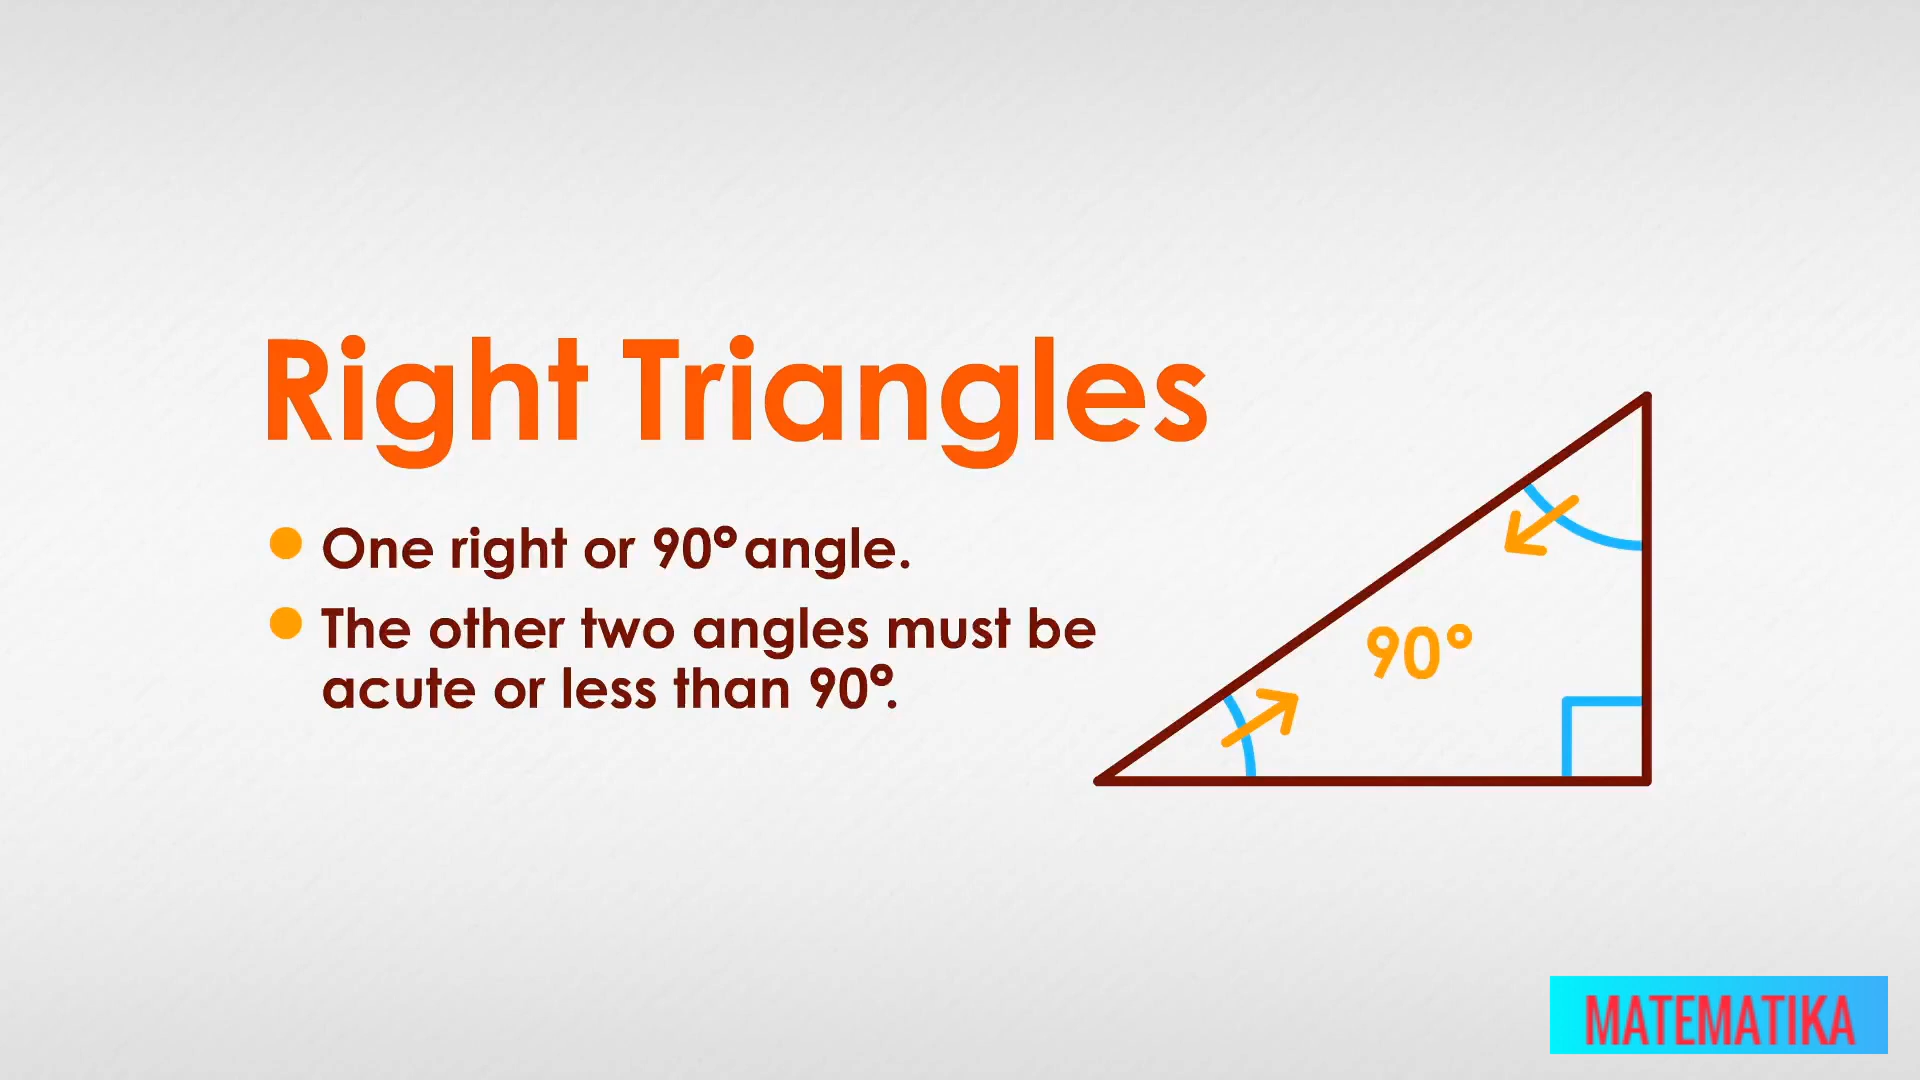 Right Triangles
One right or 90° angle.
The other two angles must be
acute or less than 90°.
90°
MATEMATIKA